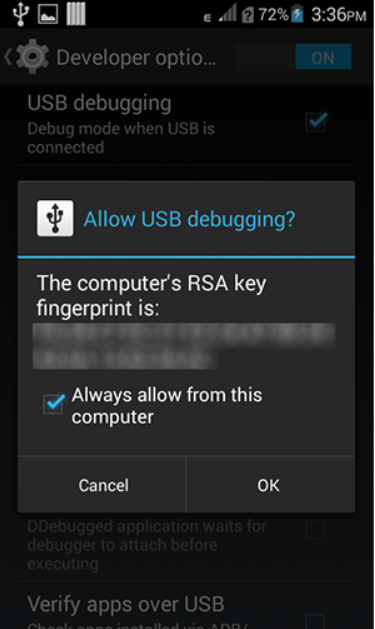 E 72% 3:36PM
Developer optio... ON
USB debugging
Debug mode when USB is
connected
Allow USB debugging?
The computer's RSA key
fingerprint is:
Always allow from this
computer
Cancel OK
DDebugged application waits for
debugger to attach before
executing
Verify apps over USB
Check apps installed via ADB/